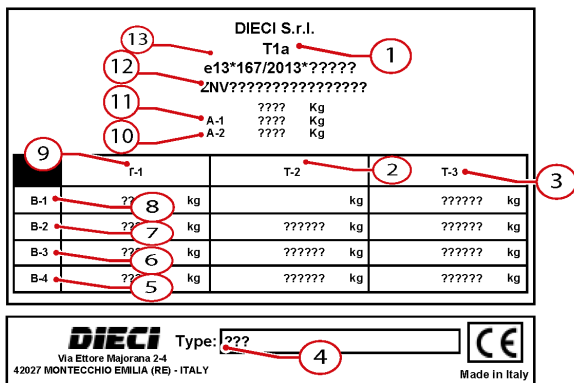 DIECI S.r.l.
13
T1a
1
e13*167/2013*?????
12
ZNV????????????????
11
???? Kg
A-1 ???? Kg
10
A-2 ???? Kg
9
T-1 T-2 2 T-3 3
B-1 ?? 8 kg kg ?????? kg
B-2 ?? 7 kg ?????? kg ?????? kg
B-3 ?? 6 kg ?????? kg ?????? kg
B-4 ??? 5 kg ?????? kg ?????? kg
DIECI Type: ??? 4 CE
Via Ettore Majorana 2-4
42027 MONTECCHIO EMILIA (RE) - ITALY
Made in Italy